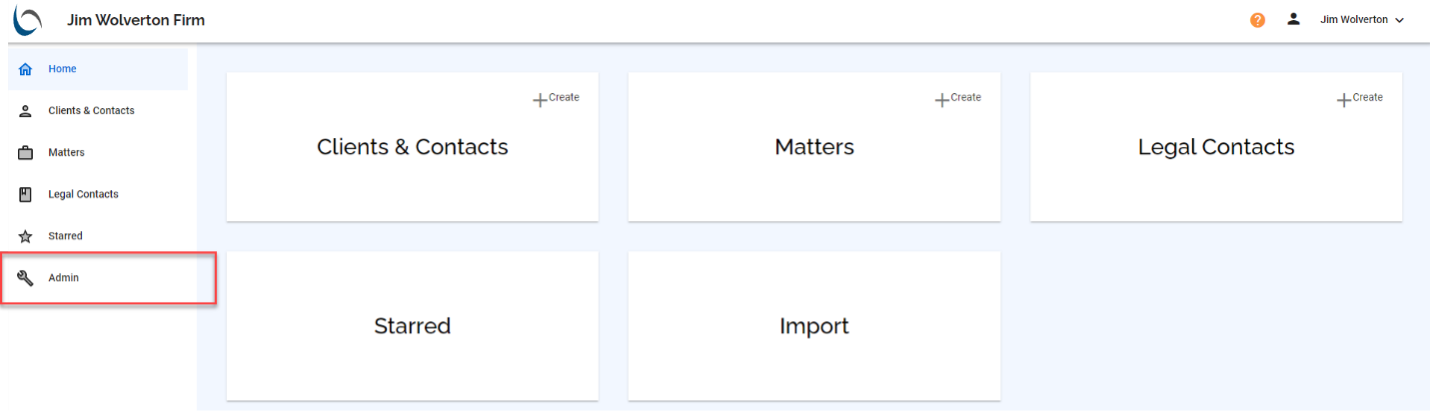 Jim Wolverton Firm
? Jim Wolverton
Home
Clients & Contacts
Matters
Legal Contacts
Starred
Admin
+Create
Clients & Contacts
+Create
Matters
+Create
Legal Contacts
Starred
Import